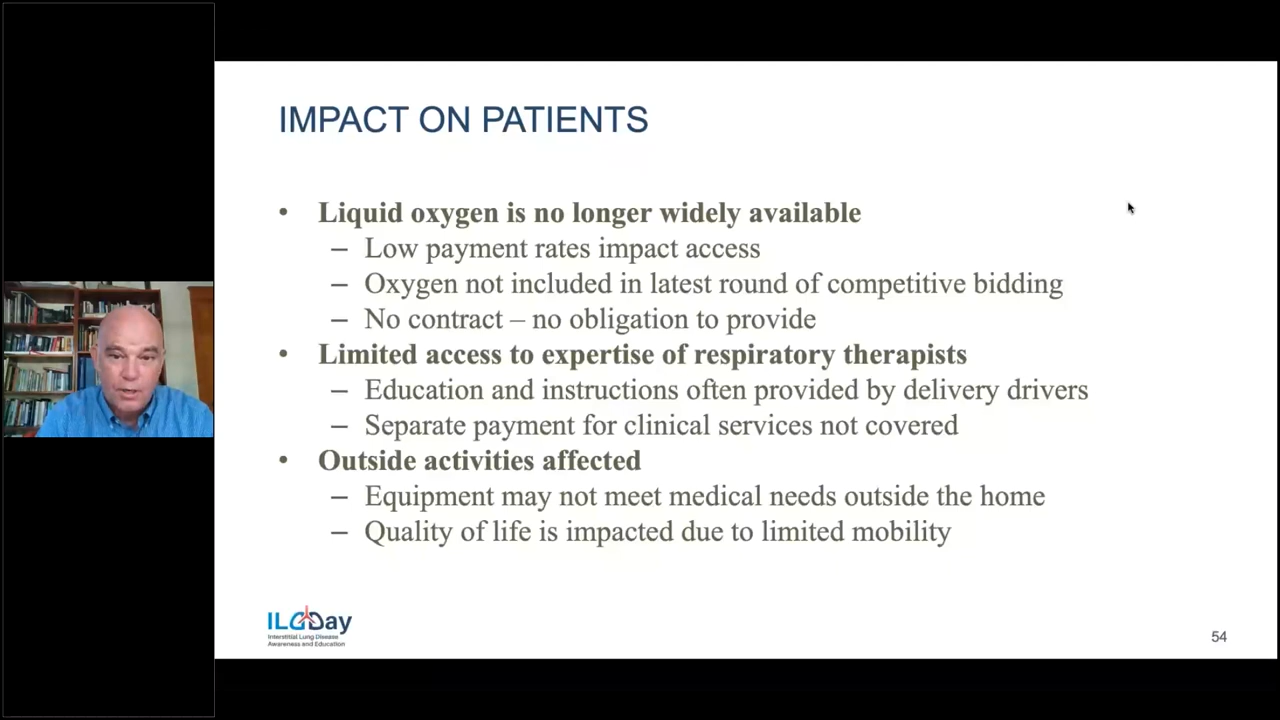 IMPACT ON PATIENTS
• Liquid oxygen is no longer widely available
– Low payment rates impact access
– Oxygen not included in latest round of competitive bidding
– No contract – no obligation to provide
• Limited access to expertise of respiratory therapists
– Education and instructions often provided by delivery drivers
– Separate payment for clinical services not covered
• Outside activities affected
– Equipment may not meet medical needs outside the home
– Quality of life is impacted due to limited mobility
ILDDay
Interstitial Lung Disease
Awareness and Education
54